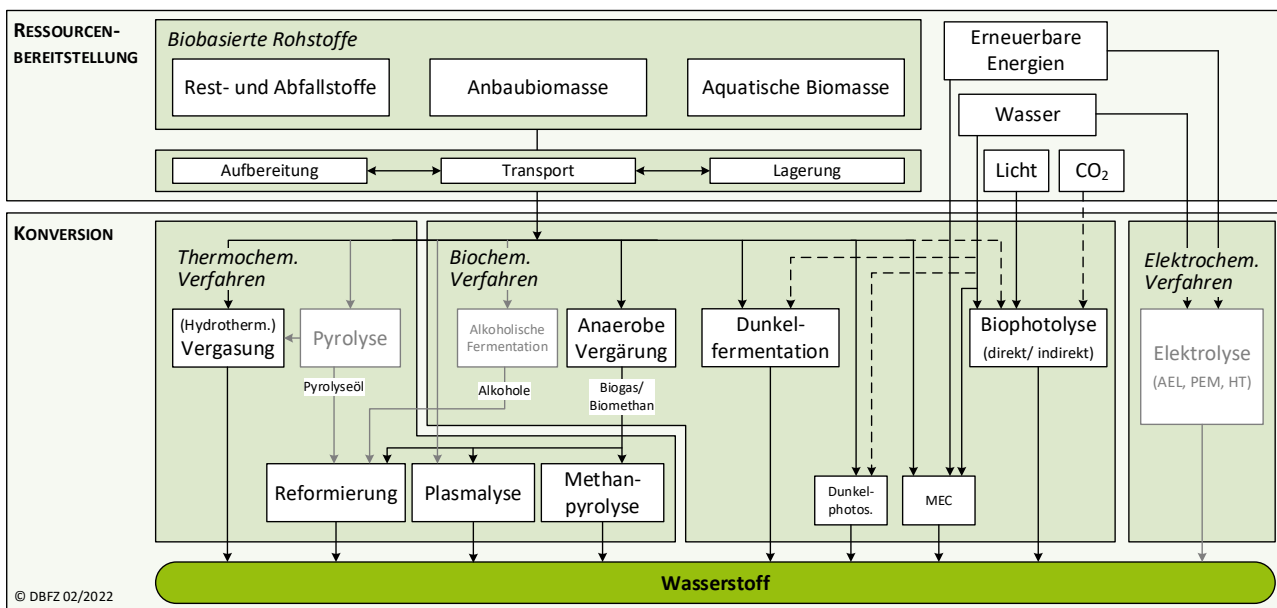 RESSOURCEN-
BEREITSTELLUNG
Biobasierte Rohstoffe
Rest- und Abfallstoffe
Anbaubiomasse
Aquatische Biomasse
Erneuerbare
Energien
Wasser
Aufbereitung
Transport
Lagerung
Licht
CO₂
KONVERSION
Thermochem.
Verfahren
Biochem.
Verfahren
Elektrochem.
Verfahren
(Hydrotherm.)
Vergasung
Pyrolyse
Alkoholische
Fermentation
Anaerobe
Vergärung
Dunkel-
fermentation
Biophotolyse
(direkt/ indirekt)
Elektrolyse
(AEL, PEM, HT)
Pyrolyseöl
Alkohole
Biogas/
Biomethan
Reformierung
Plasmalyse
Methan-
pyrolyse
Dunkel-
photos.
MEC
Wasserstoff
© DBFZ 02/2022